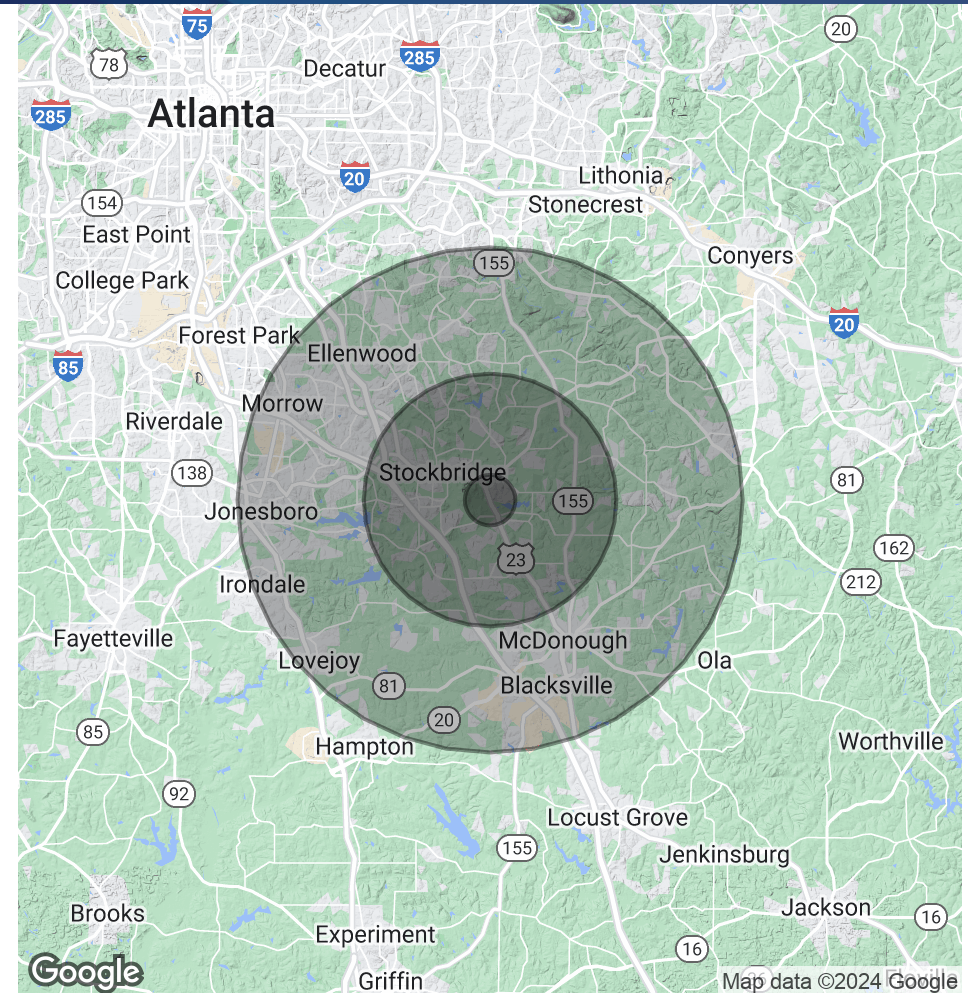 75
20
78
Decatur
285
285
Atlanta
20
Lithonia
154
Stonecrest
East Point
155
Conyers
College Park
20
Forest Park
Ellenwood
85
Morrow
Riverdale
138
Stockbridge
81
Jonesboro
155
162
23
212
Irondale
Fayetteville
McDonough
Lovejoy
Ola
81
Blacksville
20
85
Hampton
Worthville
92
Locust Grove
155
Jenkinsburg
Brooks
Jackson
16
Experiment
16
Griffin
Google
Map data ©2024 Google